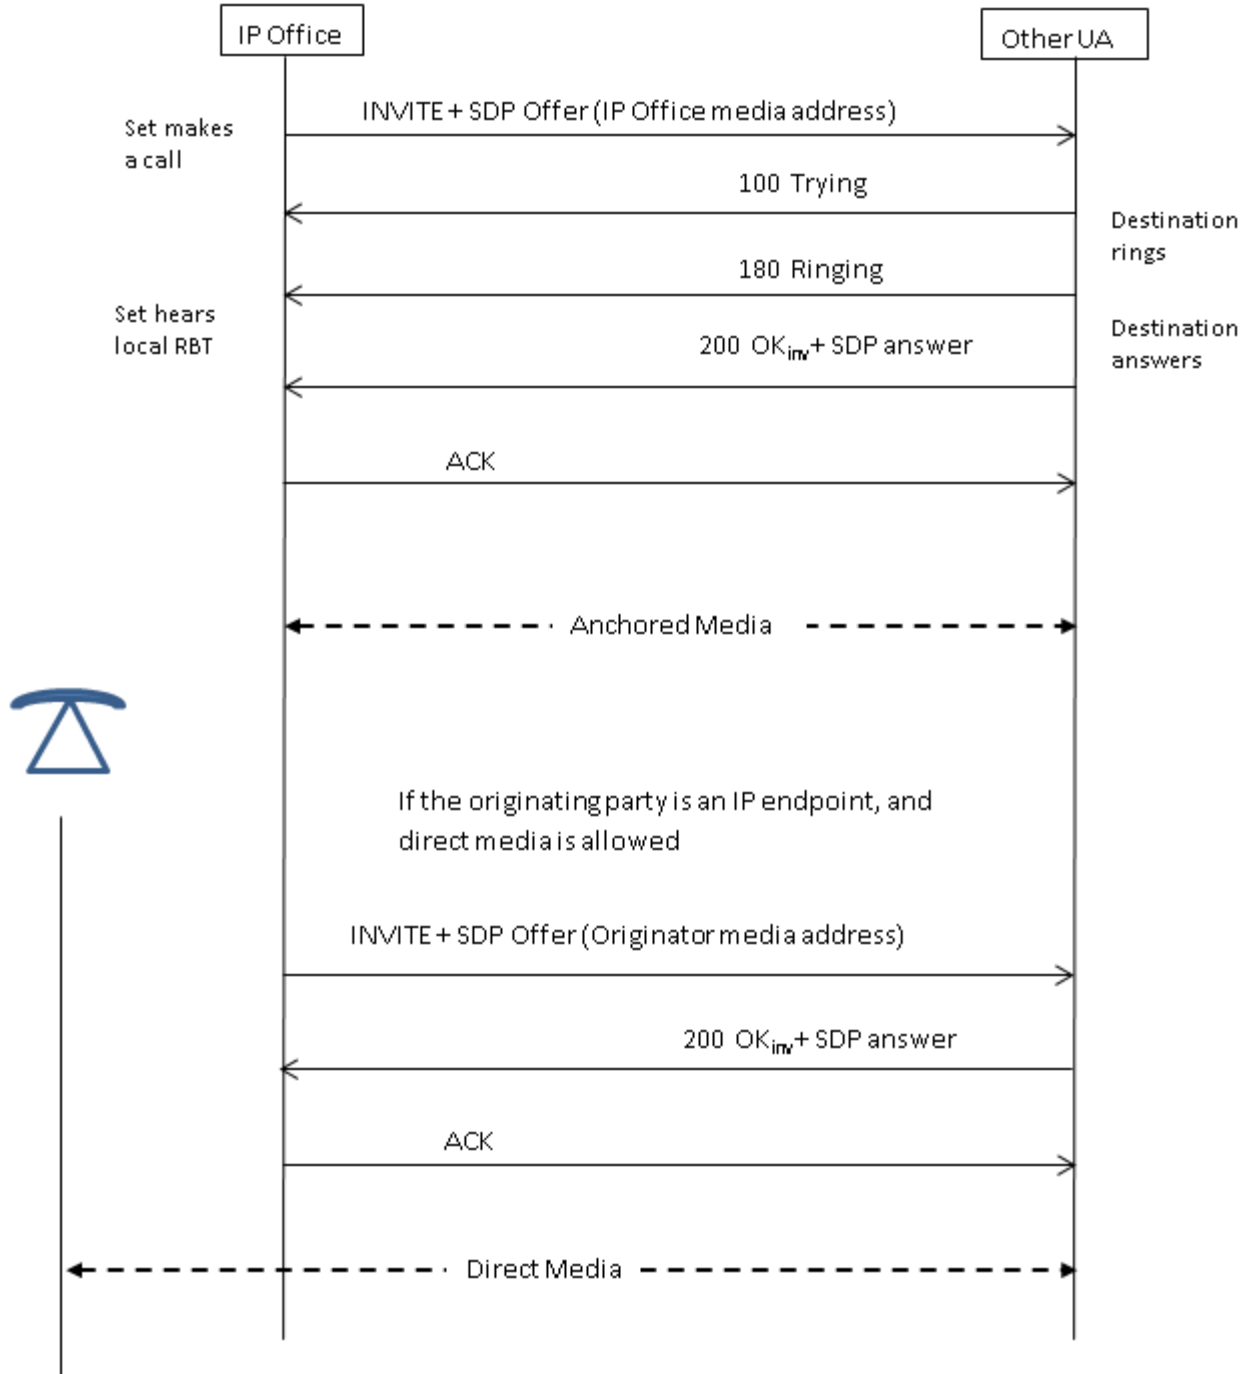 IP Office
Other UA
INVITE + SDP Offer (IP Office media address)
Set makes
a call
100 Trying
Destination
rings
180 Ringing
Set hears
local RBT
200 OKinv+ SDP answer
Destination
answers
ACK
Anchored Media
If the originating party is an IP endpoint, and
direct media is allowed
INVITE + SDP Offer (Originator media address)
200 OKinv+ SDP answer
ACK
Direct Media